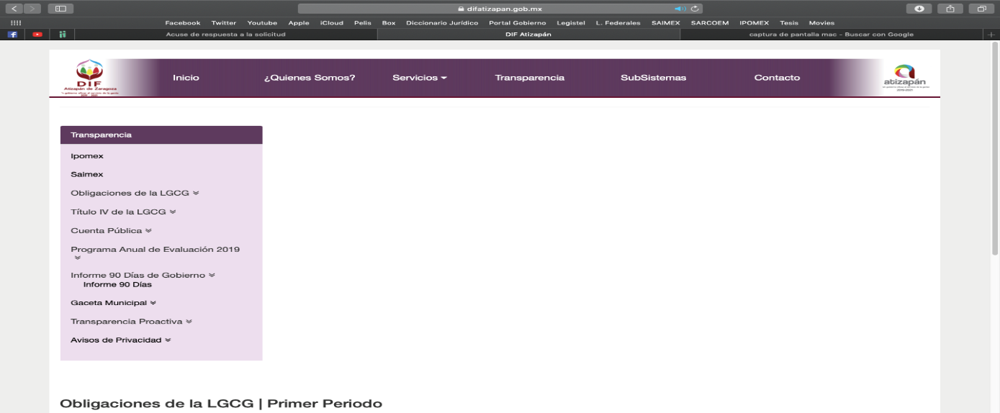 difatizapan.gob.mx
Facebook Twitter Youtube Apple iCloud Pelis Box Diccionario Jurídico Portal Gobierno Legistel L. Federales SAIMEX SARCOEM IPOMEX Tesis Movies
Acuse de respuesta a la solicitud DIF Atizapán captura de pantalla mac - Buscar con Google
DIF
Atizapán de Zaragoza
Inicio ¿Quienes Somos? Servicios Transparencia SubSistemas Contacto
atizapán
Transparencia
Ipomex
Saimex
Obligaciones de la LGCG
Título IV de la LGCG
Cuenta Pública
Programa Anual de Evaluación 2019
Informe 90 Días de Gobierno
Informe 90 Días
Gaceta Municipal
Transparencia Proactiva
Avisos de Privacidad
Obligaciones de la LGCG | Primer Periodo